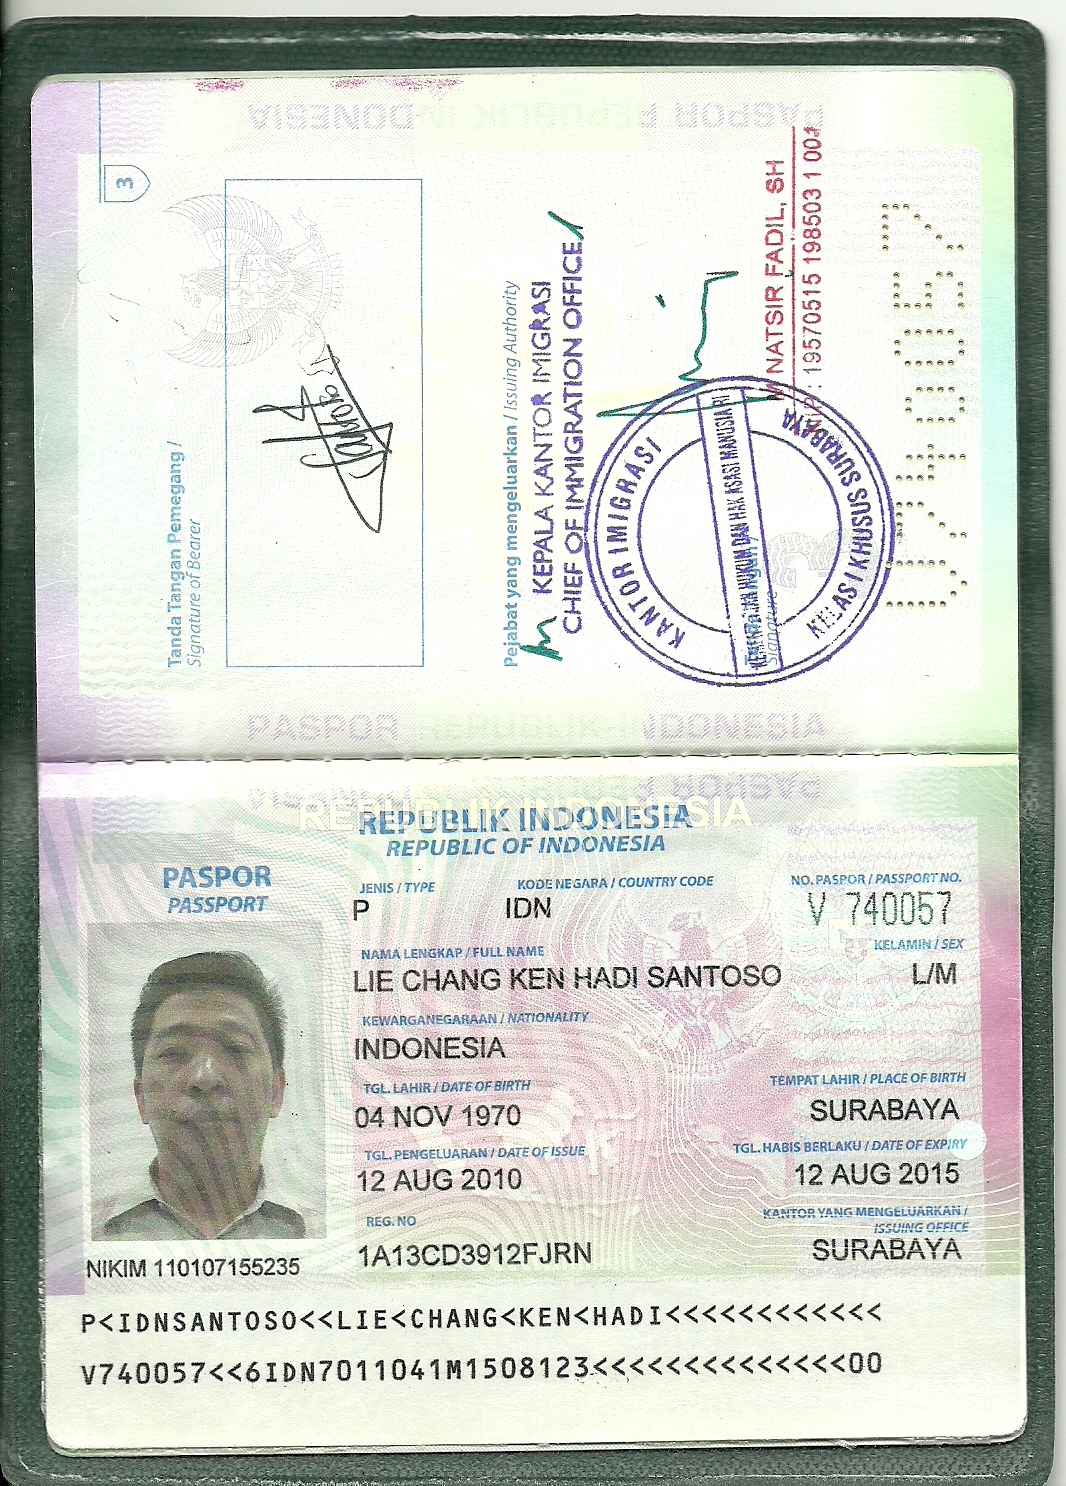 PASPOR REPUBLIK INDONESIA
3
Tanda Tangan Pemegang /
Signature of Bearer
Pejabat yang mengeluarkan / Issuing Authority
KEPALA KANTOR IMIGRASI
CHIEF OF IMMIGRATION OFFICE
KANTOR IMIGRASI
KELAS I KHUSUS SURABAYA
HUKUM DAN HAK ASASI MANUSIA RI
Signature
NATSIR FADIL, SH
: 19570515 198503 1 001
V740057
PASPOR REPUBLIK INDONESIA
REPUBLIK INDONESIA
REPUBLIC OF INDONESIA
PASPOR
PASSPORT
JENIS / TYPE
KODE NEGARA / COUNTRY CODE
NO. PASPOR / PASSPORT NO.
P
IDN
V 740057
KELAMIN / SEX
NAMA LENGKAP / FULL NAME
LIE CHANG KEN HADI SANTOSO
L/M
KEWARGANEGARAAN / NATIONALITY
INDONESIA
TGL. LAHIR / DATE OF BIRTH
TEMPAT LAHIR / PLACE OF BIRTH
04 NOV 1970
SURABAYA
TGL. PENGELUARAN / DATE OF ISSUE
TGL. HABIS BERLAKU / DATE OF EXPIRY
12 AUG 2010
12 AUG 2015
REG. NO
KANTOR YANG MENGELUARKAN /
ISSUING OFFICE
1A13CD3912FJRN
SURABAYA
NIKIM 110107155235
P<IDNSANTOSO<<LIE<CHANG<KEN<HADI<<<<<<<<<<<<
V740057<<6IDN7011041M1508123<<<<<<<<<<<<<<00